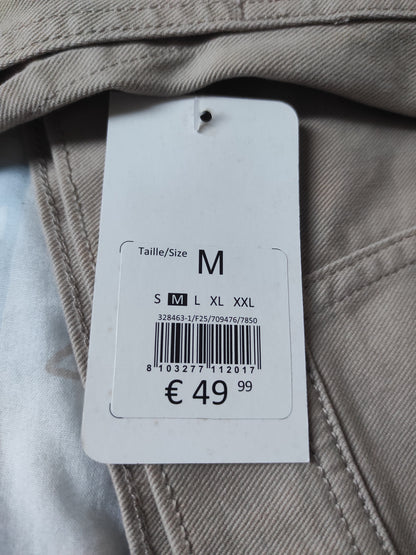 Taille/Size M
S M L XL XXL
328463-1/F25/709476/7850
8 103277 112017
€ 49 99